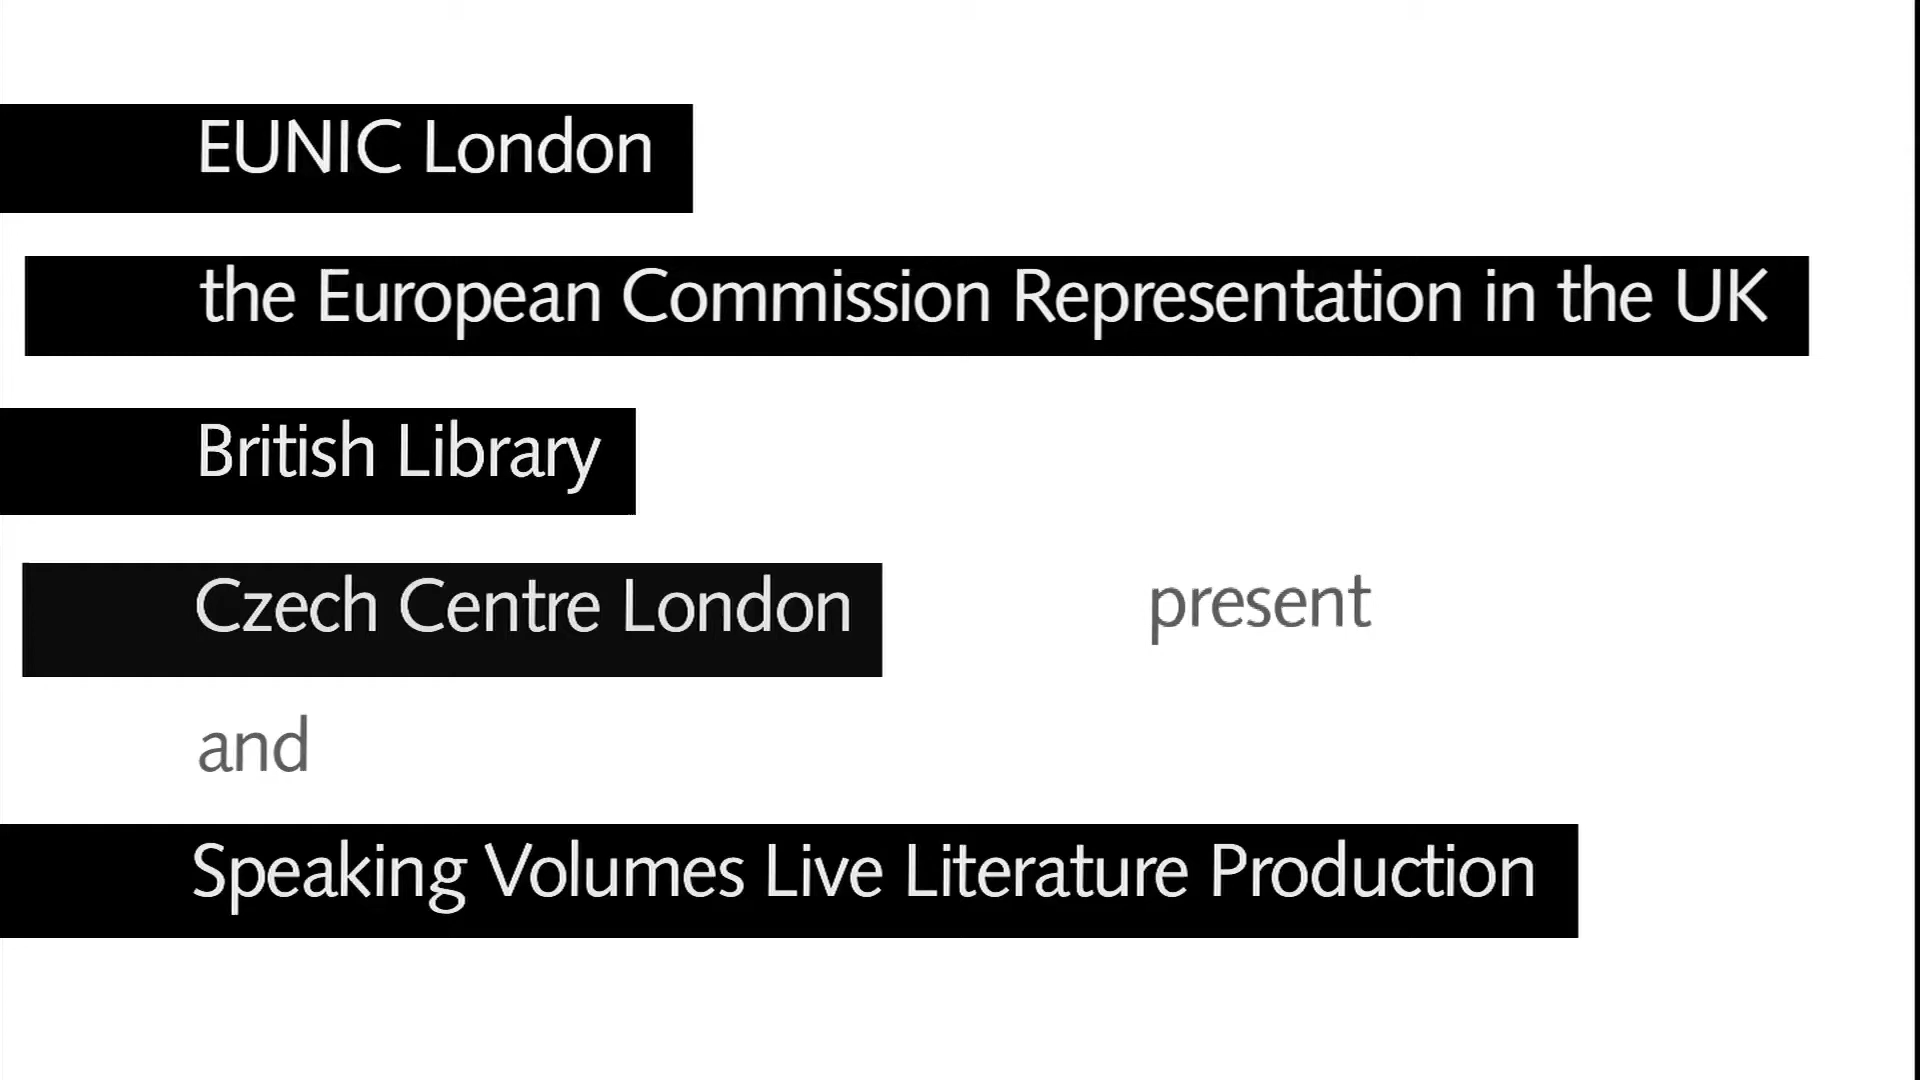 EUNIC London
the European Commission Representation in the UK
British Library
Czech Centre London present
and
Speaking Volumes Live Literature Production